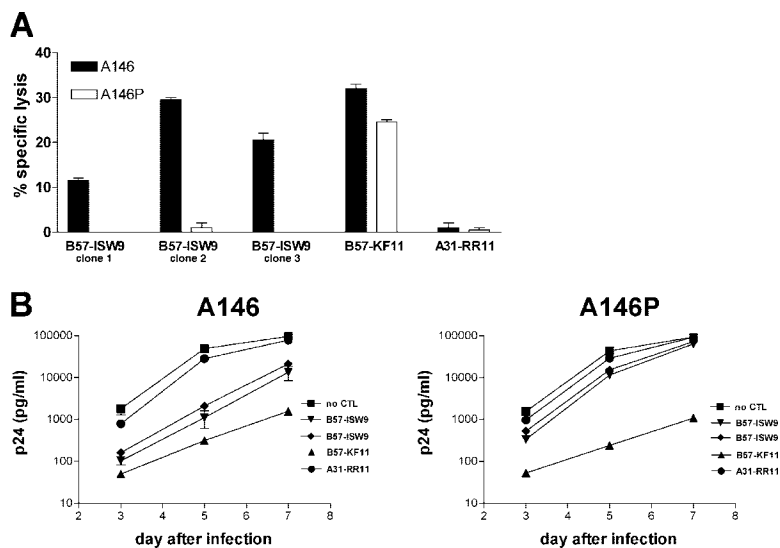 A
A146
A146P
% specific lysis
40
30
20
10
0
B57-ISW9
clone 1
B57-ISW9
clone 2
B57-ISW9
clone 3
B57-KF11
A31-RR11
B
A146
p24 (pg/ml)
100000
10000
1000
100
10
2 3 4 5 6 7 8
day after infection
no CTL
B57-ISW9
B57-ISW9
B57-KF11
A31-RR11
A146P
p24 (pg/ml)
100000
10000
1000
100
10
2 3 4 5 6 7 8
day after infection
no CTL
B57-ISW9
B57-ISW9
B57-KF11
A31-RR11